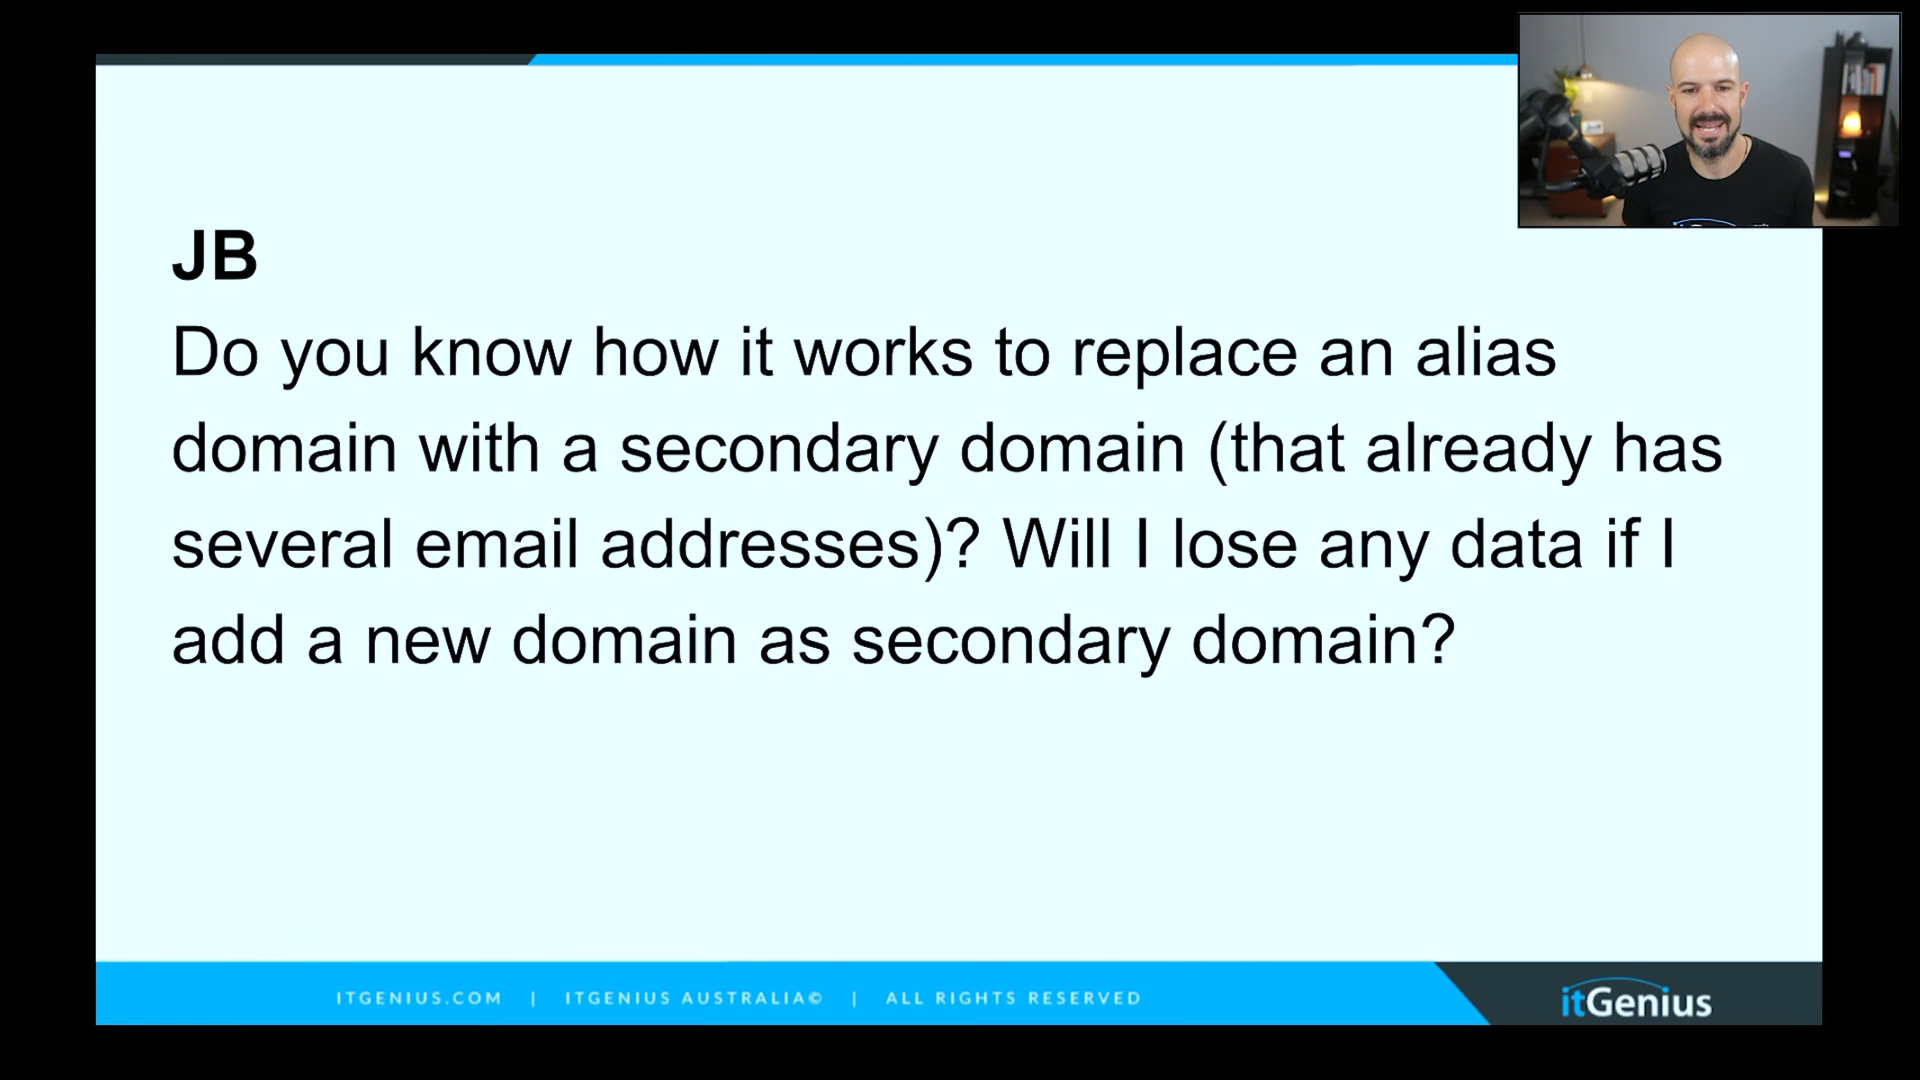 JB
Do you know how it works to replace an alias
domain with a secondary domain (that already has
several email addresses)? Will I lose any data if I
add a new domain as secondary domain?
ITGENIUS.COM | ITGENIUS AUSTRALIA© | ALL RIGHTS RESERVED
itGenius